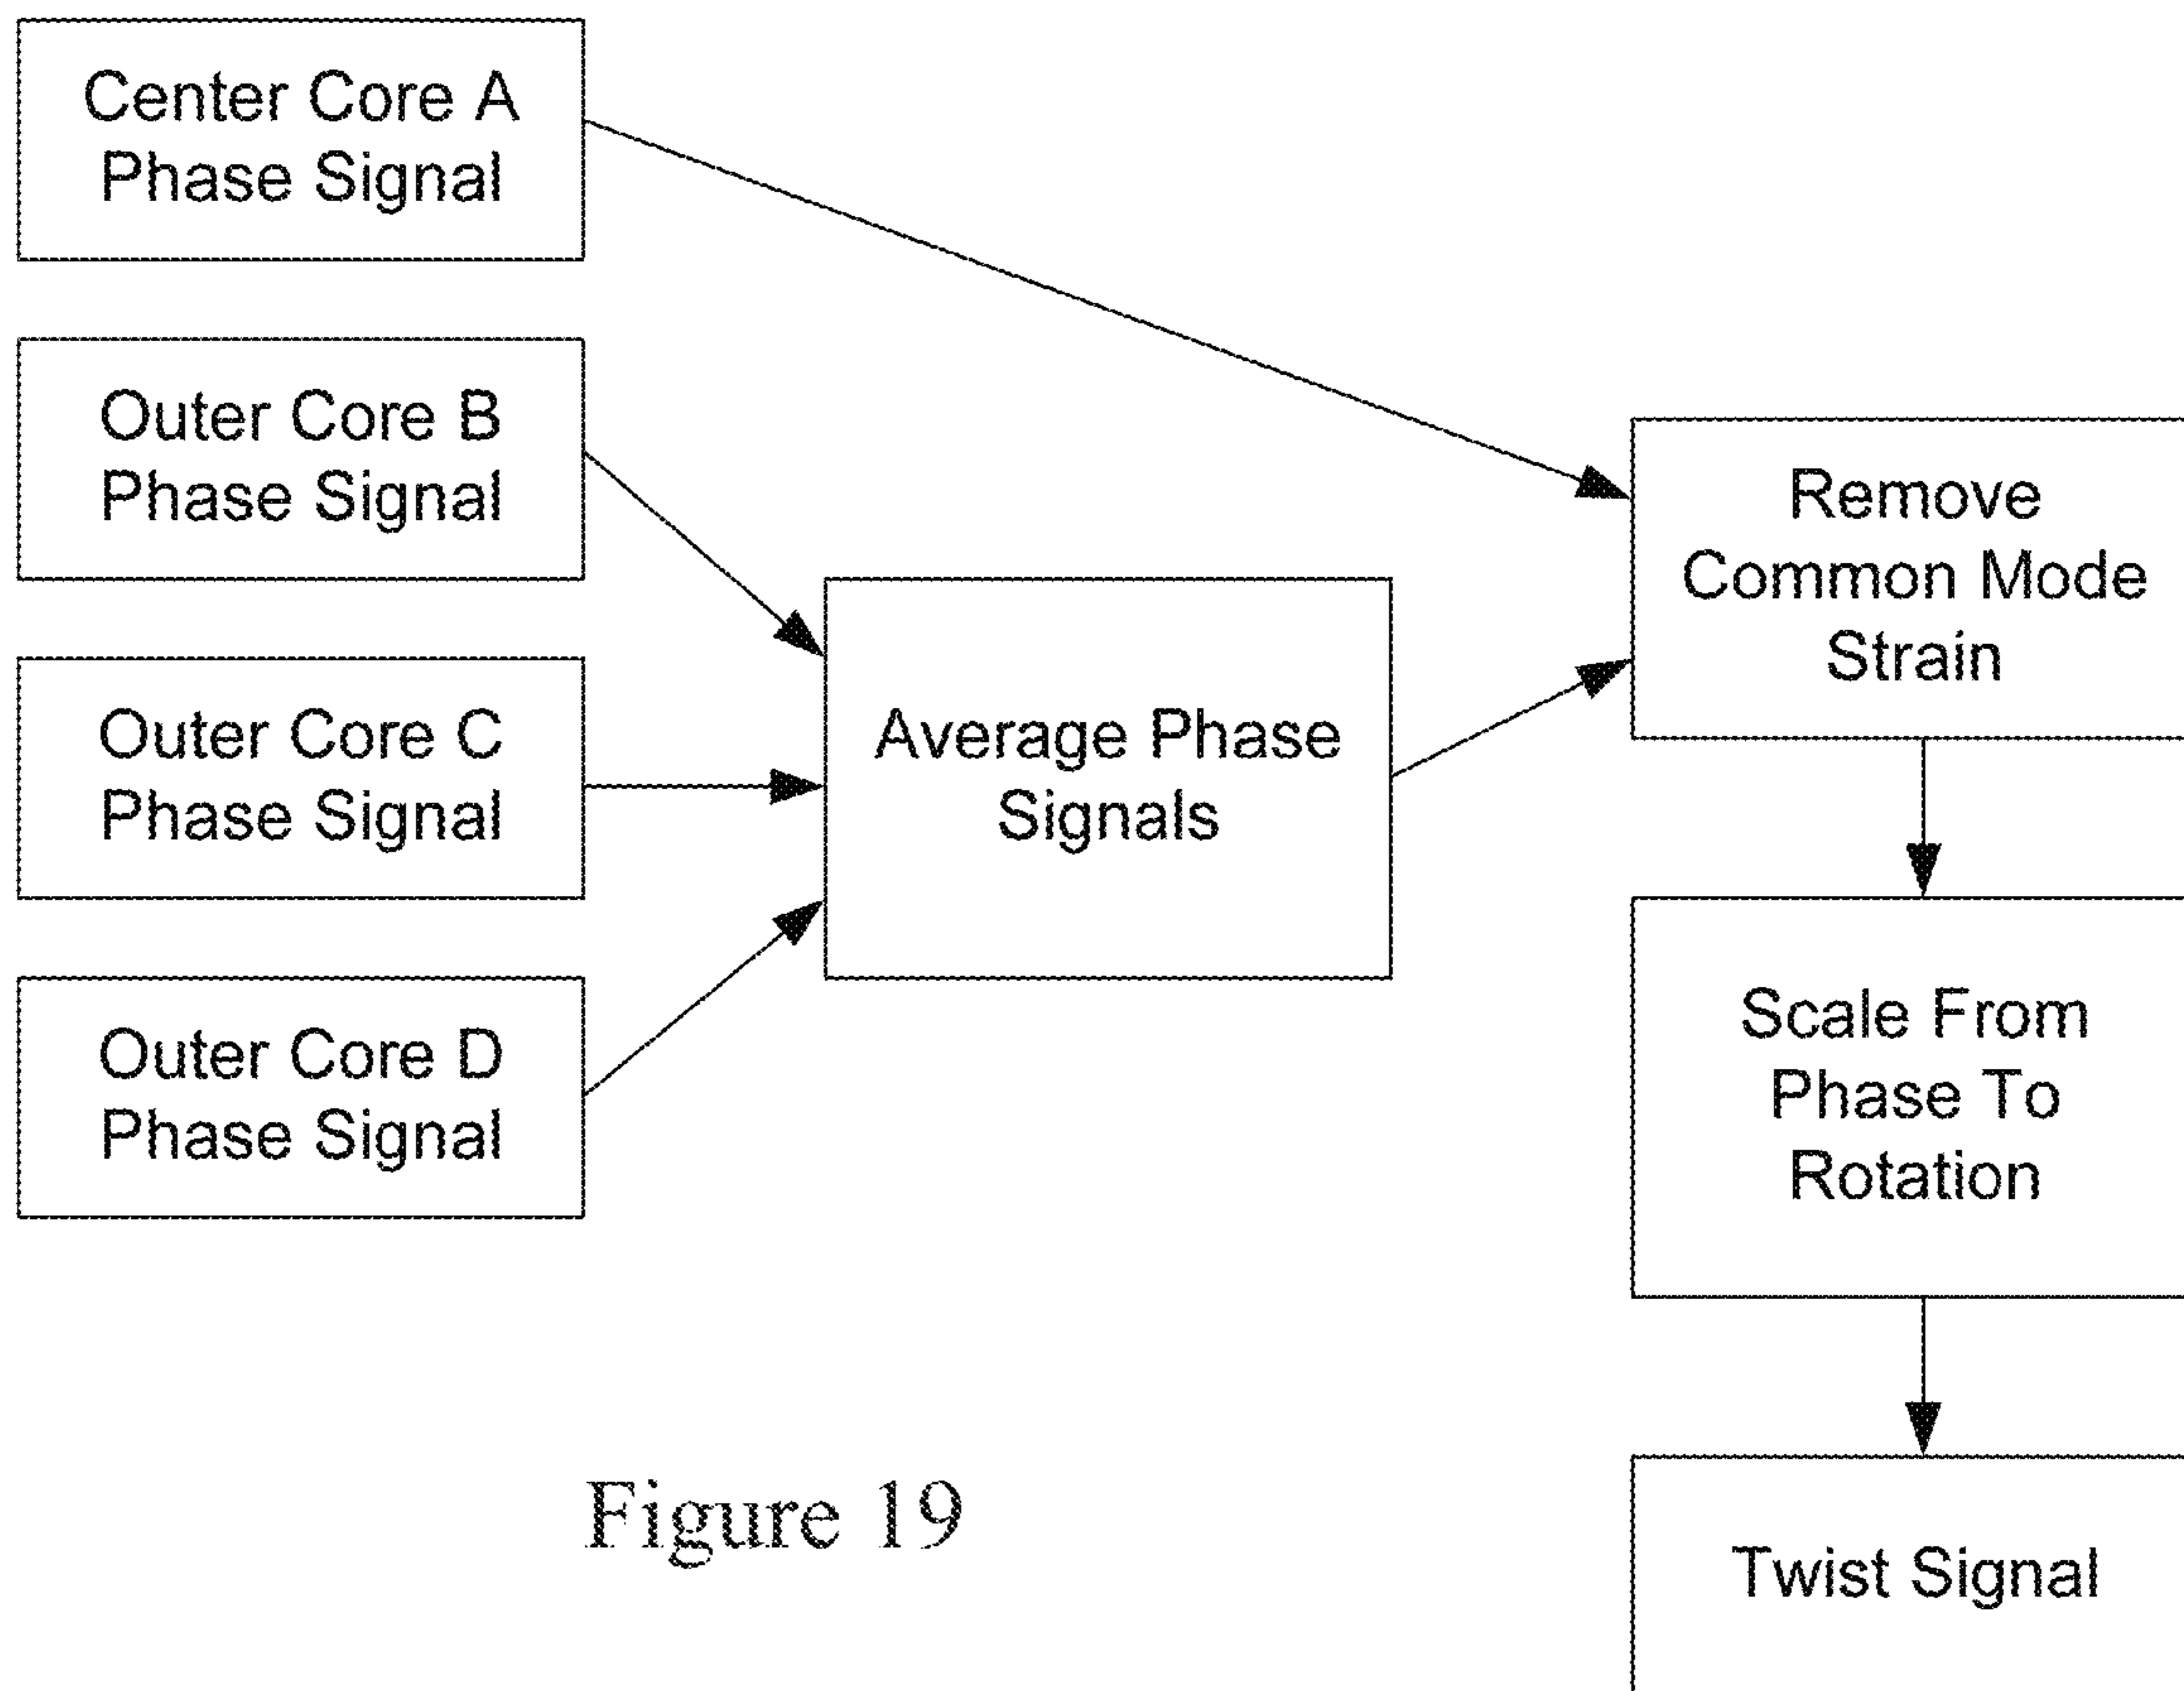 Center Core A
Phase Signal
Outer Core B
Phase Signal
Outer Core C
Phase Signal
Outer Core D
Phase Signal
Average Phase
Signals
Remove
Common Mode
Strain
Scale From
Phase To
Rotation
Twist Signal
Figure 19